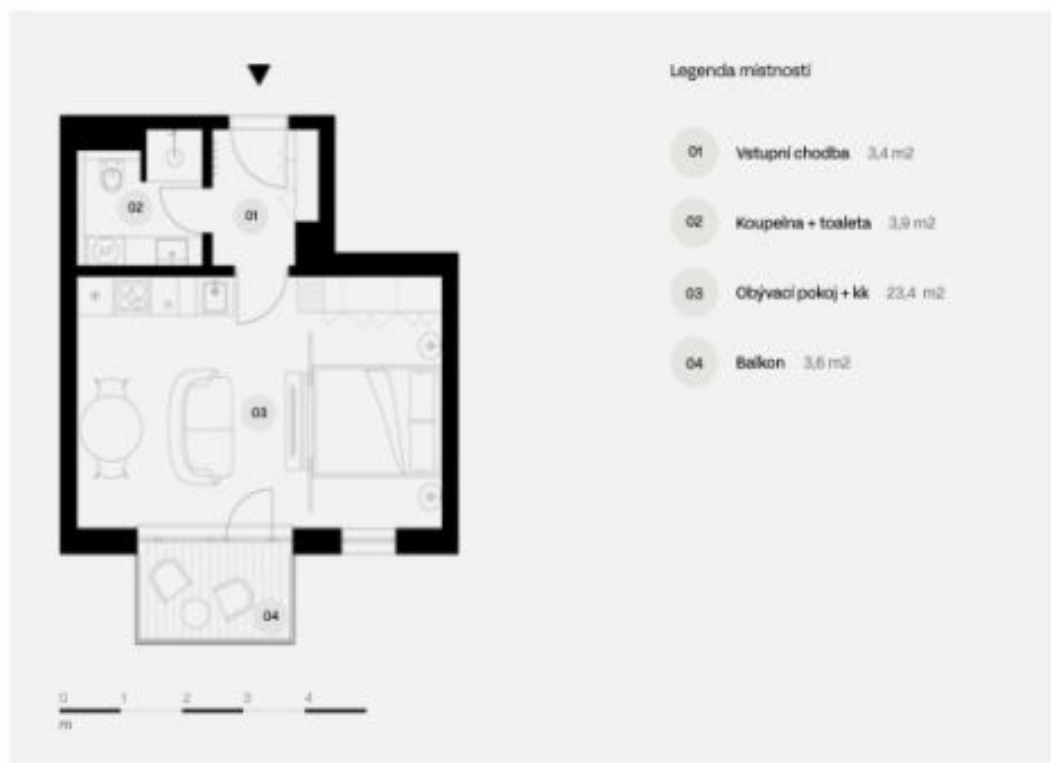 Legenda místností
01 Vstupní chodba 3,4 m2
02 Koupelna + toaleta 3,9 m2
03 Obývací pokoj + kk 23,4 m2
04 Balkon 3,6 m2
02
01
03
04
0 1 2 3 4
m